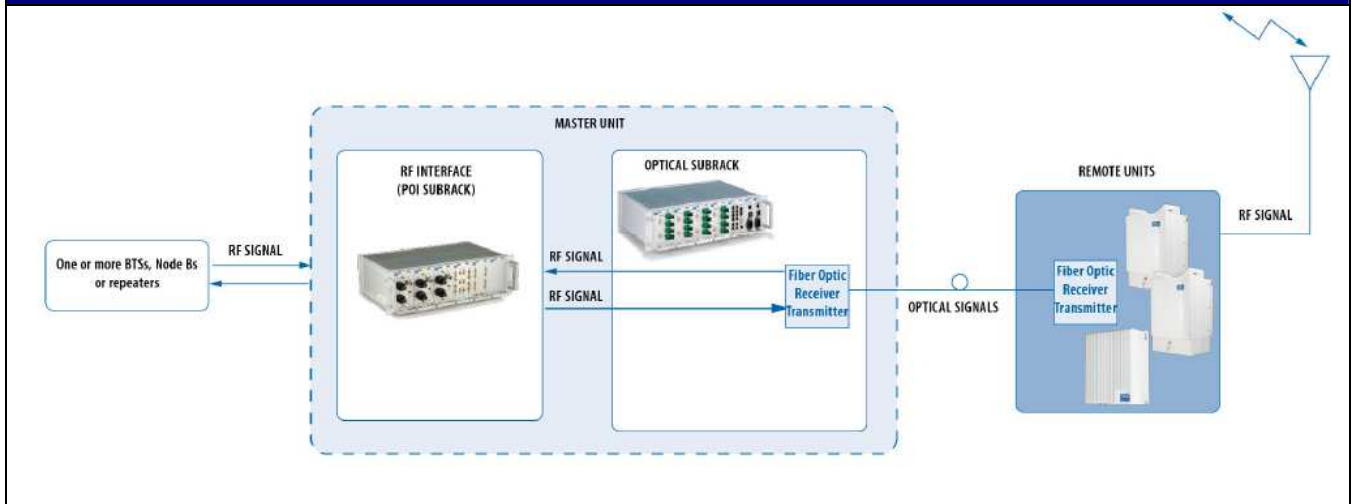 MASTER UNIT
RF INTERFACE
(POI SUBRACK)
OPTICAL SUBRACK
REMOTE UNITS
One or more BTSs, Node Bs
or repeaters
RF SIGNAL
RF SIGNAL
RF SIGNAL
Fiber Optic
Receiver
Transmitter
OPTICAL SIGNALS
Fiber Optic
Receiver
Transmitter
RF SIGNAL